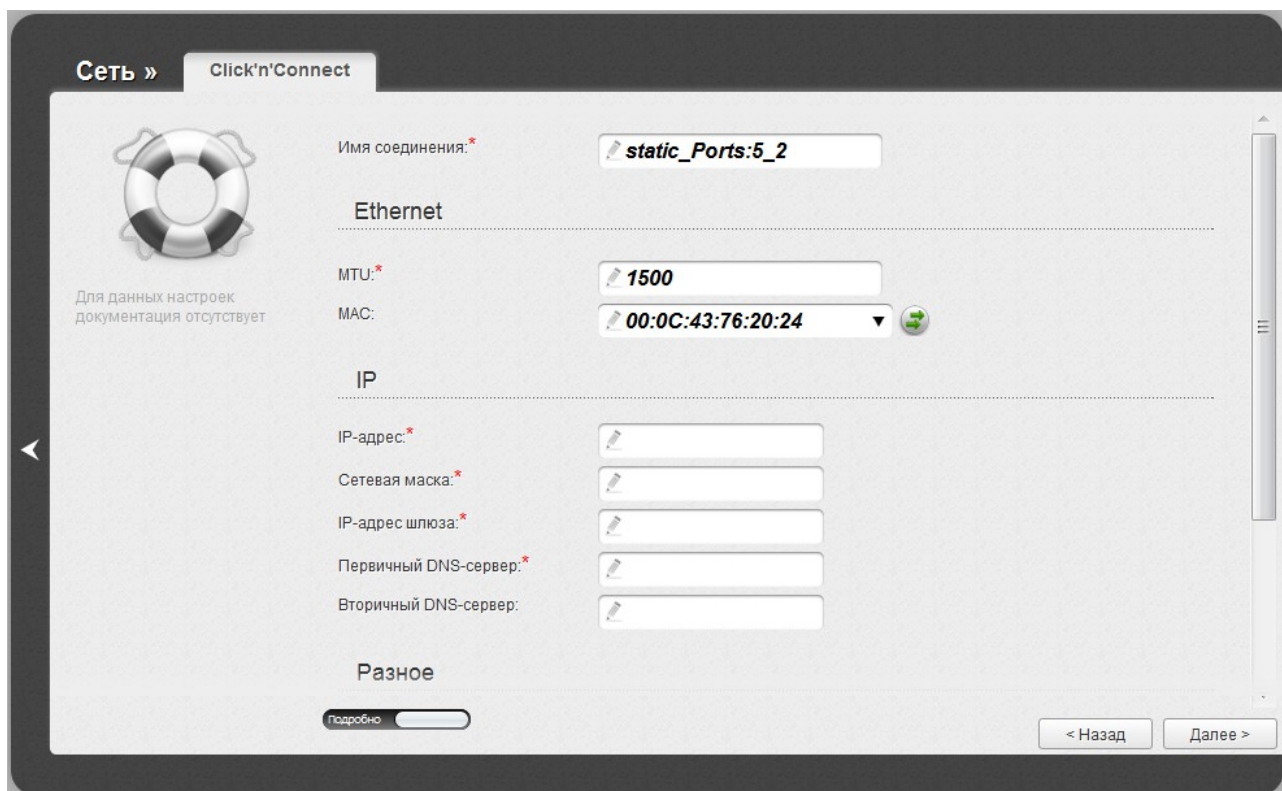 Сеть »
Click'n'Connect
Для данных настроек
документация отсутствует
Имя соединения:*
static_Ports:5_2
Ethernet
MTU:*
1500
MAC:
00:0C:43:76:20:24
IP
IP-адрес:*
Сетевая маска:*
IP-адрес шлюза:*
Первичный DNS-сервер:*
Вторичный DNS-сервер:
Разное
Подробно
< Назад
Далее >